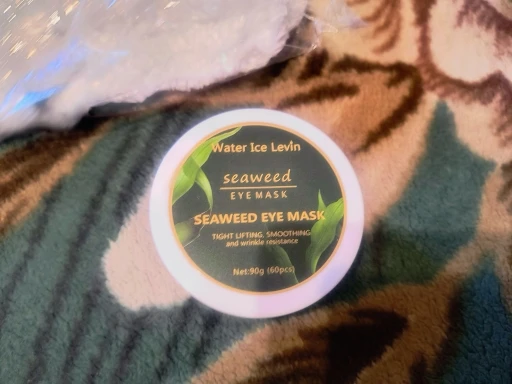 Water Ice Levin
seaweed
EYE MASK
SEAWEED EYE MASK
TIGHT LIFTING, SMOOTHING
and wrinkle resistance
Net:90g (60pcs)